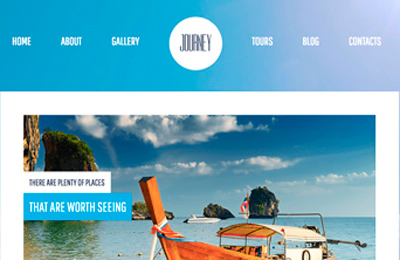 HOME ABOUT GALLERY JOURNEY TOURS BLOG CONTACTS
THERE ARE PLENTY OF PLACES
THAT ARE WORTH SEEING